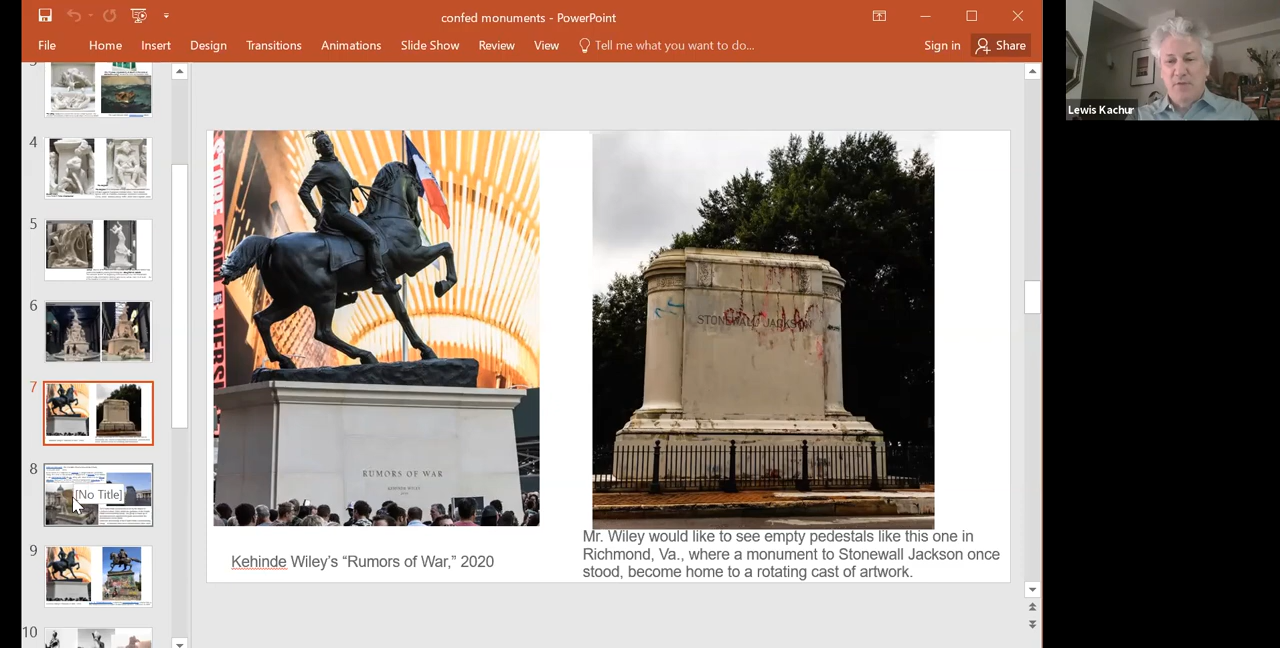 confed monuments - PowerPoint
File Home Insert Design Transitions Animations Slide Show Review View Tell me what you want to do... Sign in Share
Lewis Kachur
4
5
6
7
8
[No Title]
9
10
STONEWALL JACKSON
RUMORS OF WAR
KEHINDE WILEY
Kehinde Wiley’s “Rumors of War,” 2020
Mr. Wiley would like to see empty pedestals like this one in
Richmond, Va., where a monument to Stonewall Jackson once
stood, become home to a rotating cast of artwork.